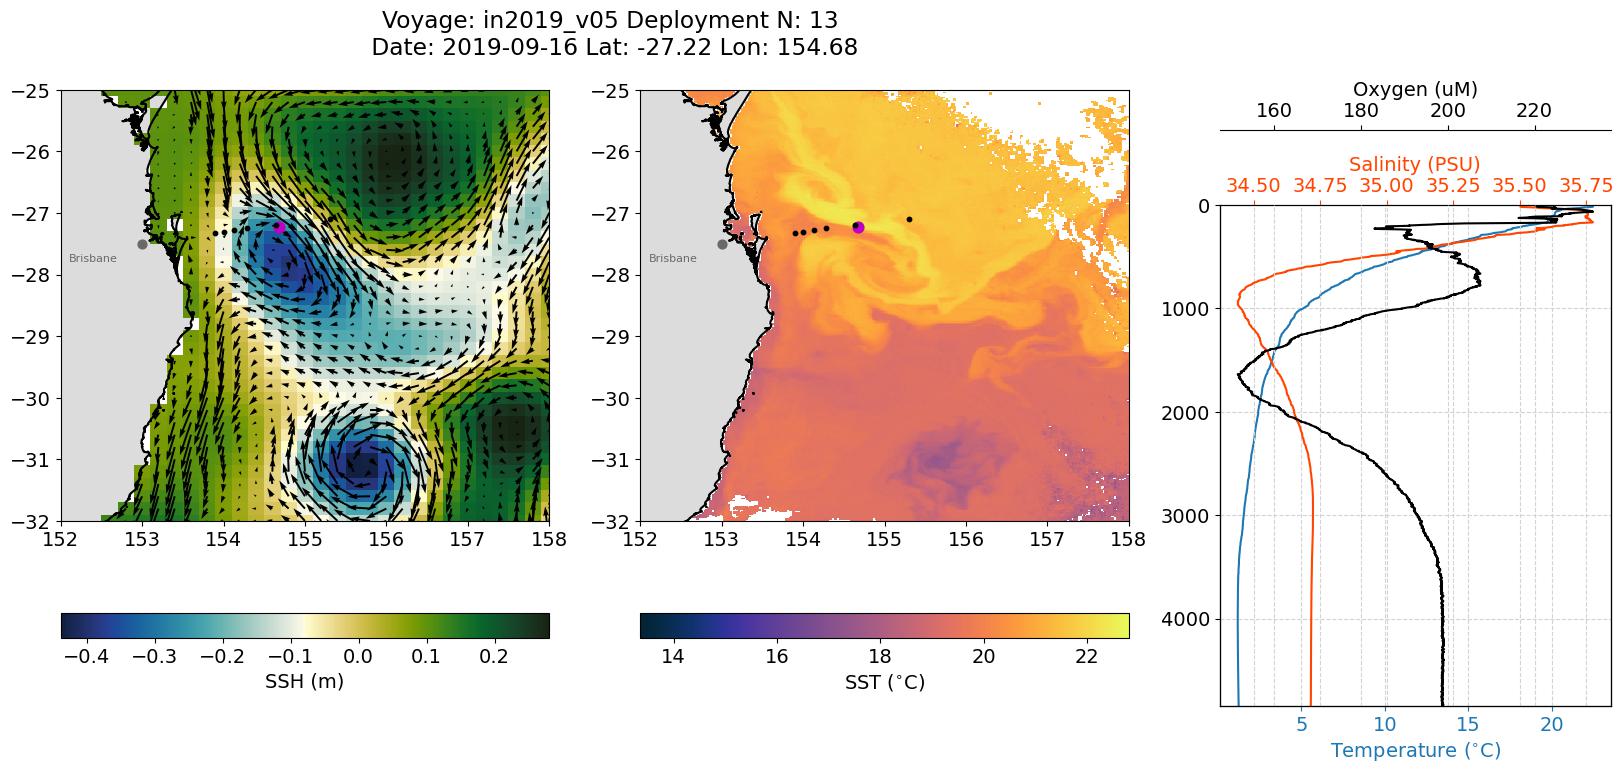 Voyage: in2019_v05 Deployment N: 13
Date: 2019-09-16 Lat: -27.22 Lon: 154.68
−25
−26
−27
−28
−29
−30
−31
−32
Brisbane
152 153 154 155 156 157 158
−0.4 −0.3 −0.2 −0.1 0.0 0.1 0.2
SSH (m)
−25
−26
−27
−28
−29
−30
−31
−32
Brisbane
152 153 154 155 156 157 158
14 16 18 20 22
SST (°C)
Oxygen (uM)
160 180 200 220
Salinity (PSU)
34.50 34.75 35.00 35.25 35.50 35.75
0
1000
2000
3000
4000
5 10 15 20
Temperature (°C)